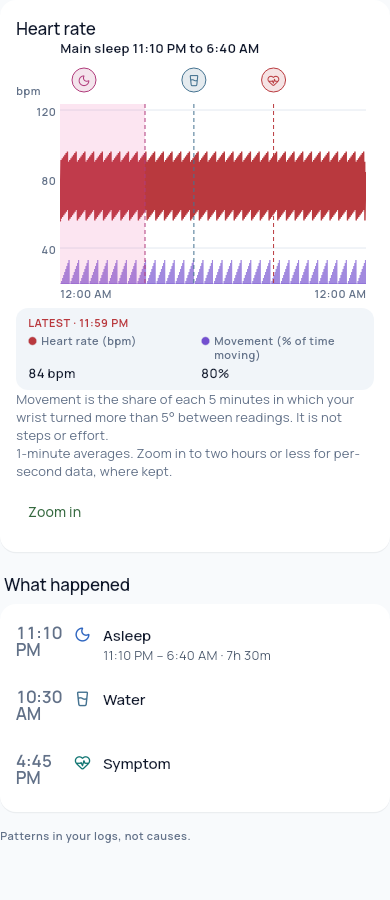 Heart rate
Main sleep 11:10 PM to 6:40 AM
bpm
120
80
40
12:00 AM 12:00 AM
LATEST · 11:59 PM
Heart rate (bpm) Movement (% of time
moving)
84 bpm 80%
Movement is the share of each 5 minutes in which your
wrist turned more than 5° between readings. It is not
steps or effort.
1-minute averages. Zoom in to two hours or less for per-
second data, where kept.
Zoom in
What happened
11:10
PM
Asleep
11:10 PM – 6:40 AM · 7h 30m
10:30
AM
Water
4:45
PM
Symptom
Patterns in your logs, not causes.